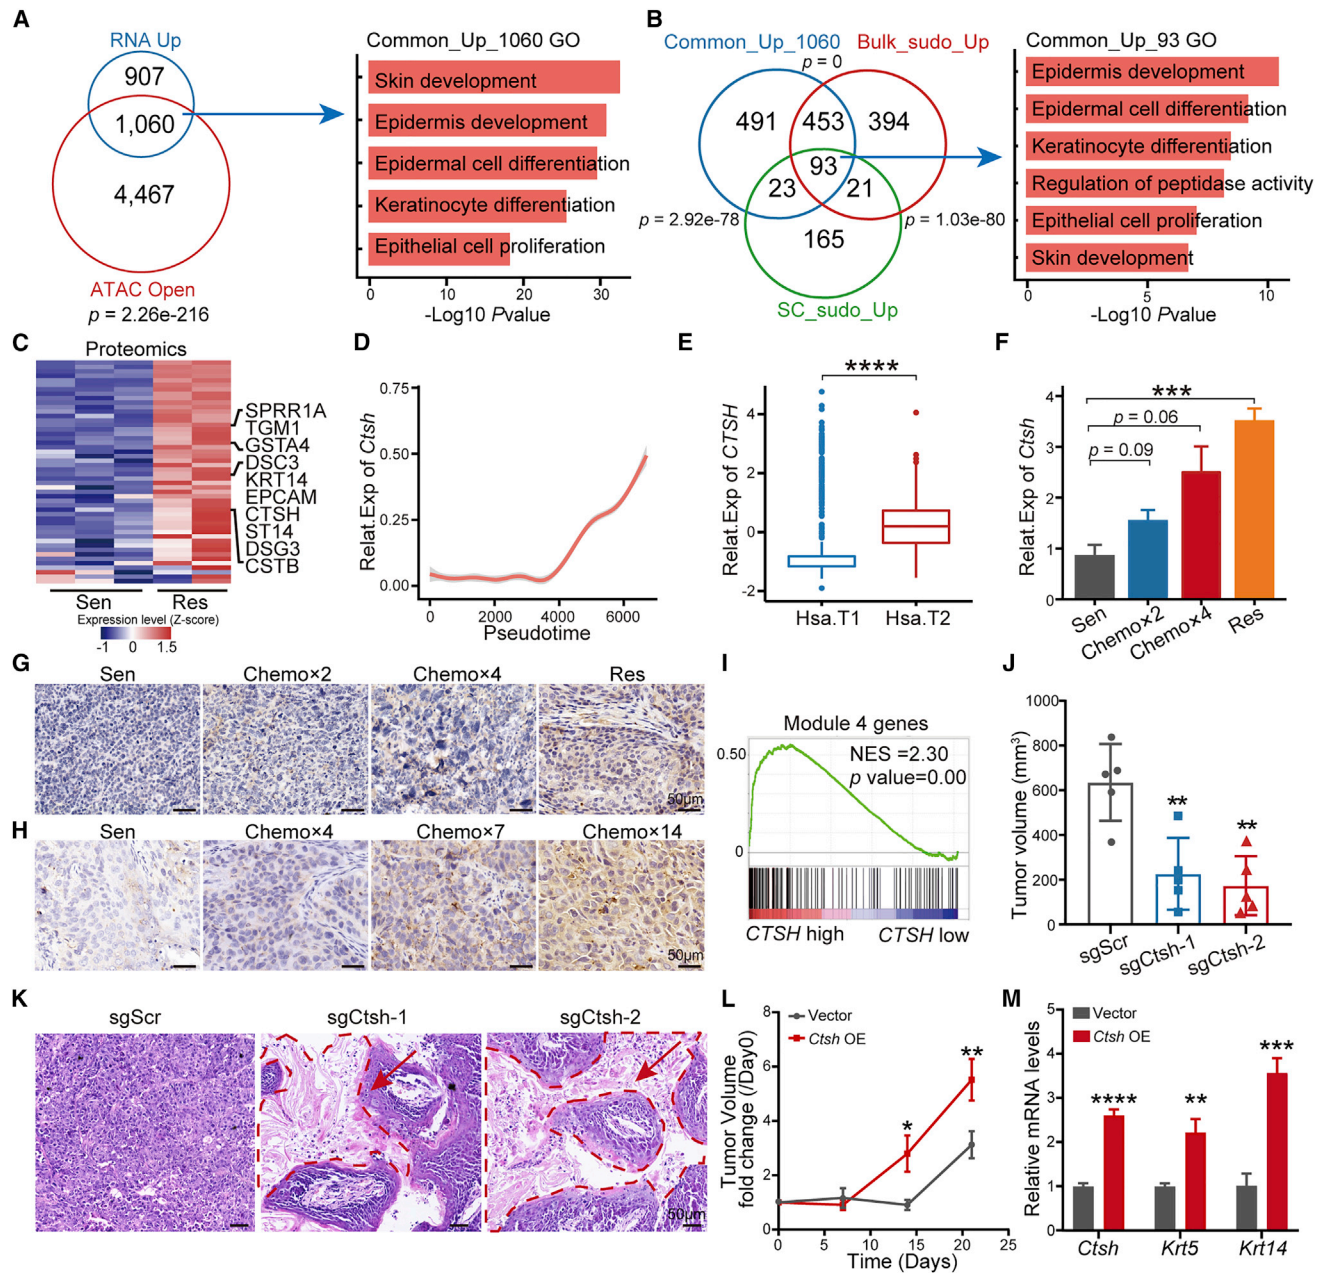 A
RNA Up
907
1,060
4,467
ATAC Open
p = 2.26e-216
Common_Up_1060 GO
Skin development
Epidermis development
Epidermal cell differentiation
Keratinocyte differentiation
Epithelial cell proliferation
0 10 20 30
-Log10 Pvalue
B
Common_Up_1060 Bulk_sudo_Up
p = 0
491 453 394
93
23 21
p = 2.92e-78 p = 1.03e-80
165
SC_sudo_Up
Common_Up_93 GO
Epidermis development
Epidermal cell differentiation
Keratinocyte differentiation
Regulation of peptidase activity
Epithelial cell proliferation
Skin development
0 5 10
-Log10 Pvalue
C
Proteomics
SPRR1A
TGM1
GSTA4
DSC3
KRT14
EPCAM
CTSH
ST14
DSG3
CSTB
Sen Res
Expression level (Z-score)
-1 0 1.5
D
Relat.Exp of Ctsh
0.75
0.50
0.25
0.00
0 2000 4000 6000
Pseudotime
E
****
Relat.Exp of CTSH
4
2
0
-2
Hsa.T1 Hsa.T2
F
***
p = 0.06
p = 0.09
Relat.Exp of Ctsh
4
3
2
1
0
Sen Chemo×2 Chemo×4 Res
G
Sen Chemo×2 Chemo×4 Res
50μm
H
Sen Chemo×4 Chemo×7 Chemo×14
50μm
I
Module 4 genes
0.50
NES =2.30
p value=0.00
0
CTSH high CTSH low
J
Tumor volume (mm³)
1000
800
600
400
200
0
**
**
sgScr sgCtsh-1 sgCtsh-2
K
sgScr sgCtsh-1 sgCtsh-2
50μm
L
Vector
Ctsh OE
Tumor Volume
fold change (/Day0)
8
6
4
2
0
*
**
0 5 10 15 20 25
Time (Days)
M
Vector
Ctsh OE
Relative mRNA levels
5
4
3
2
1
0
**** ** ***
Ctsh Krt5 Krt14